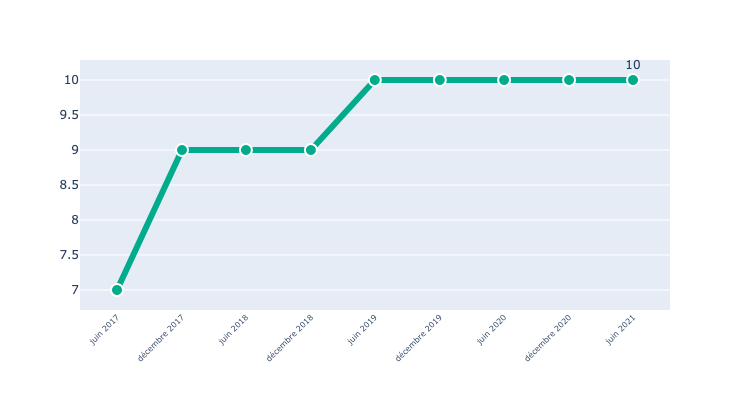 10
10
9.5
9
8.5
8
7.5
7
juin 2017
décembre 2017
juin 2018
décembre 2018
juin 2019
décembre 2019
juin 2020
décembre 2020
juin 2021